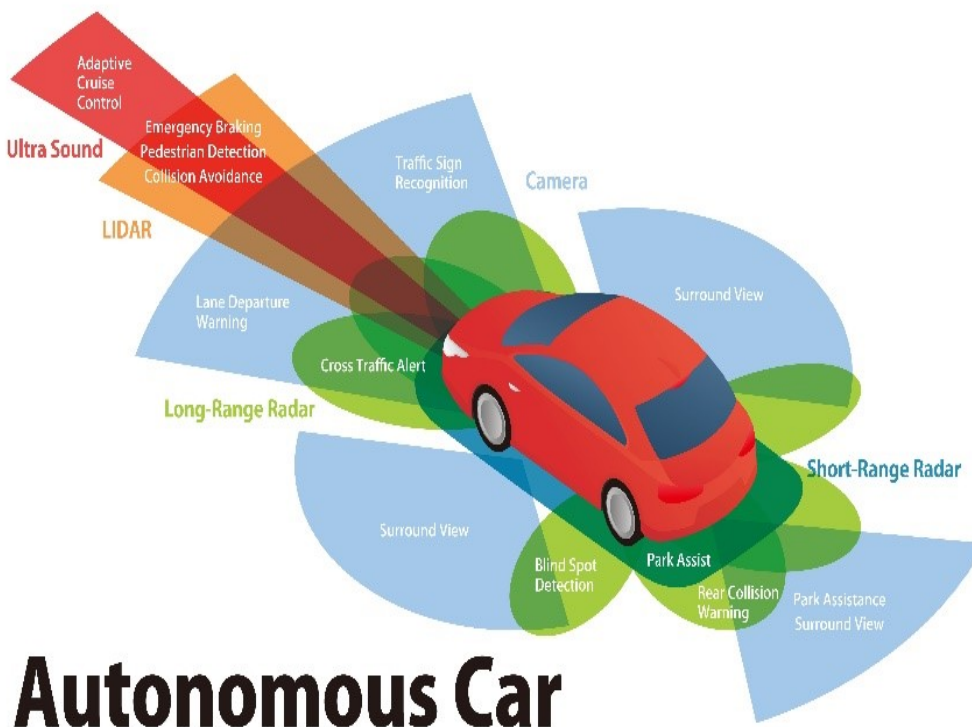 Adaptive
Cruise
Control
Ultra Sound
Emergency Braking
Pedestrian Detection
Collision Avoidance
LIDAR
Traffic Sign
Recognition
Camera
Lane Departure
Warning
Surround View
Cross Traffic Alert
Long-Range Radar
Short-Range Radar
Surround View
Blind Spot
Detection
Park Assist
Rear Collision
Warning
Park Assistance
Surround View
Autonomous Car